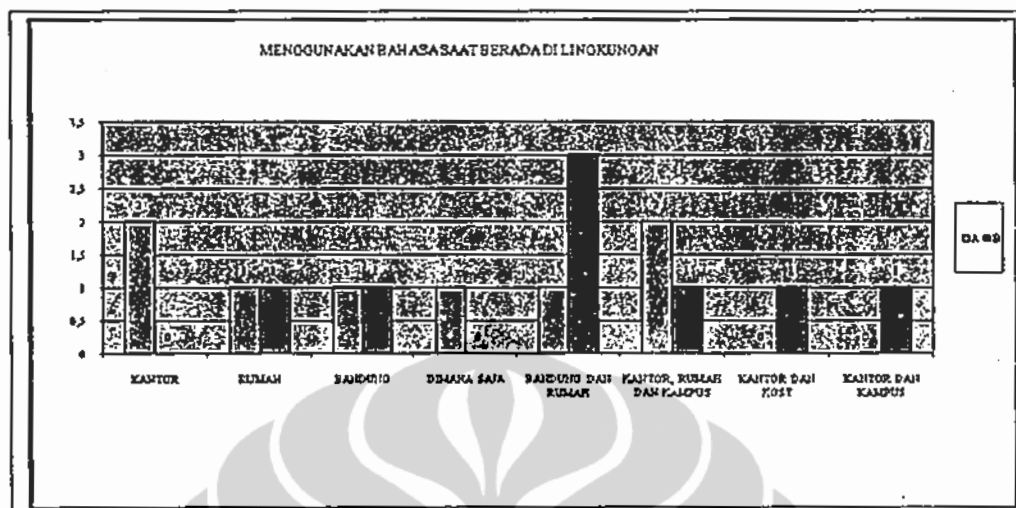 MENGGUNAKAN BAHASA SAAT BERADA DI LINGKUNGAN
3,5
3
2,5
2
1,5
1
0,5
0
KANTOR
RUMAH
BANDUNG
DIMANA SAJA
BANDUNG DAN
RUMAH
KANTOR, RUMAH
DAN KAMPUS
KANTOR DAN
KOST
KANTOR DAN
KAMPUS
A B